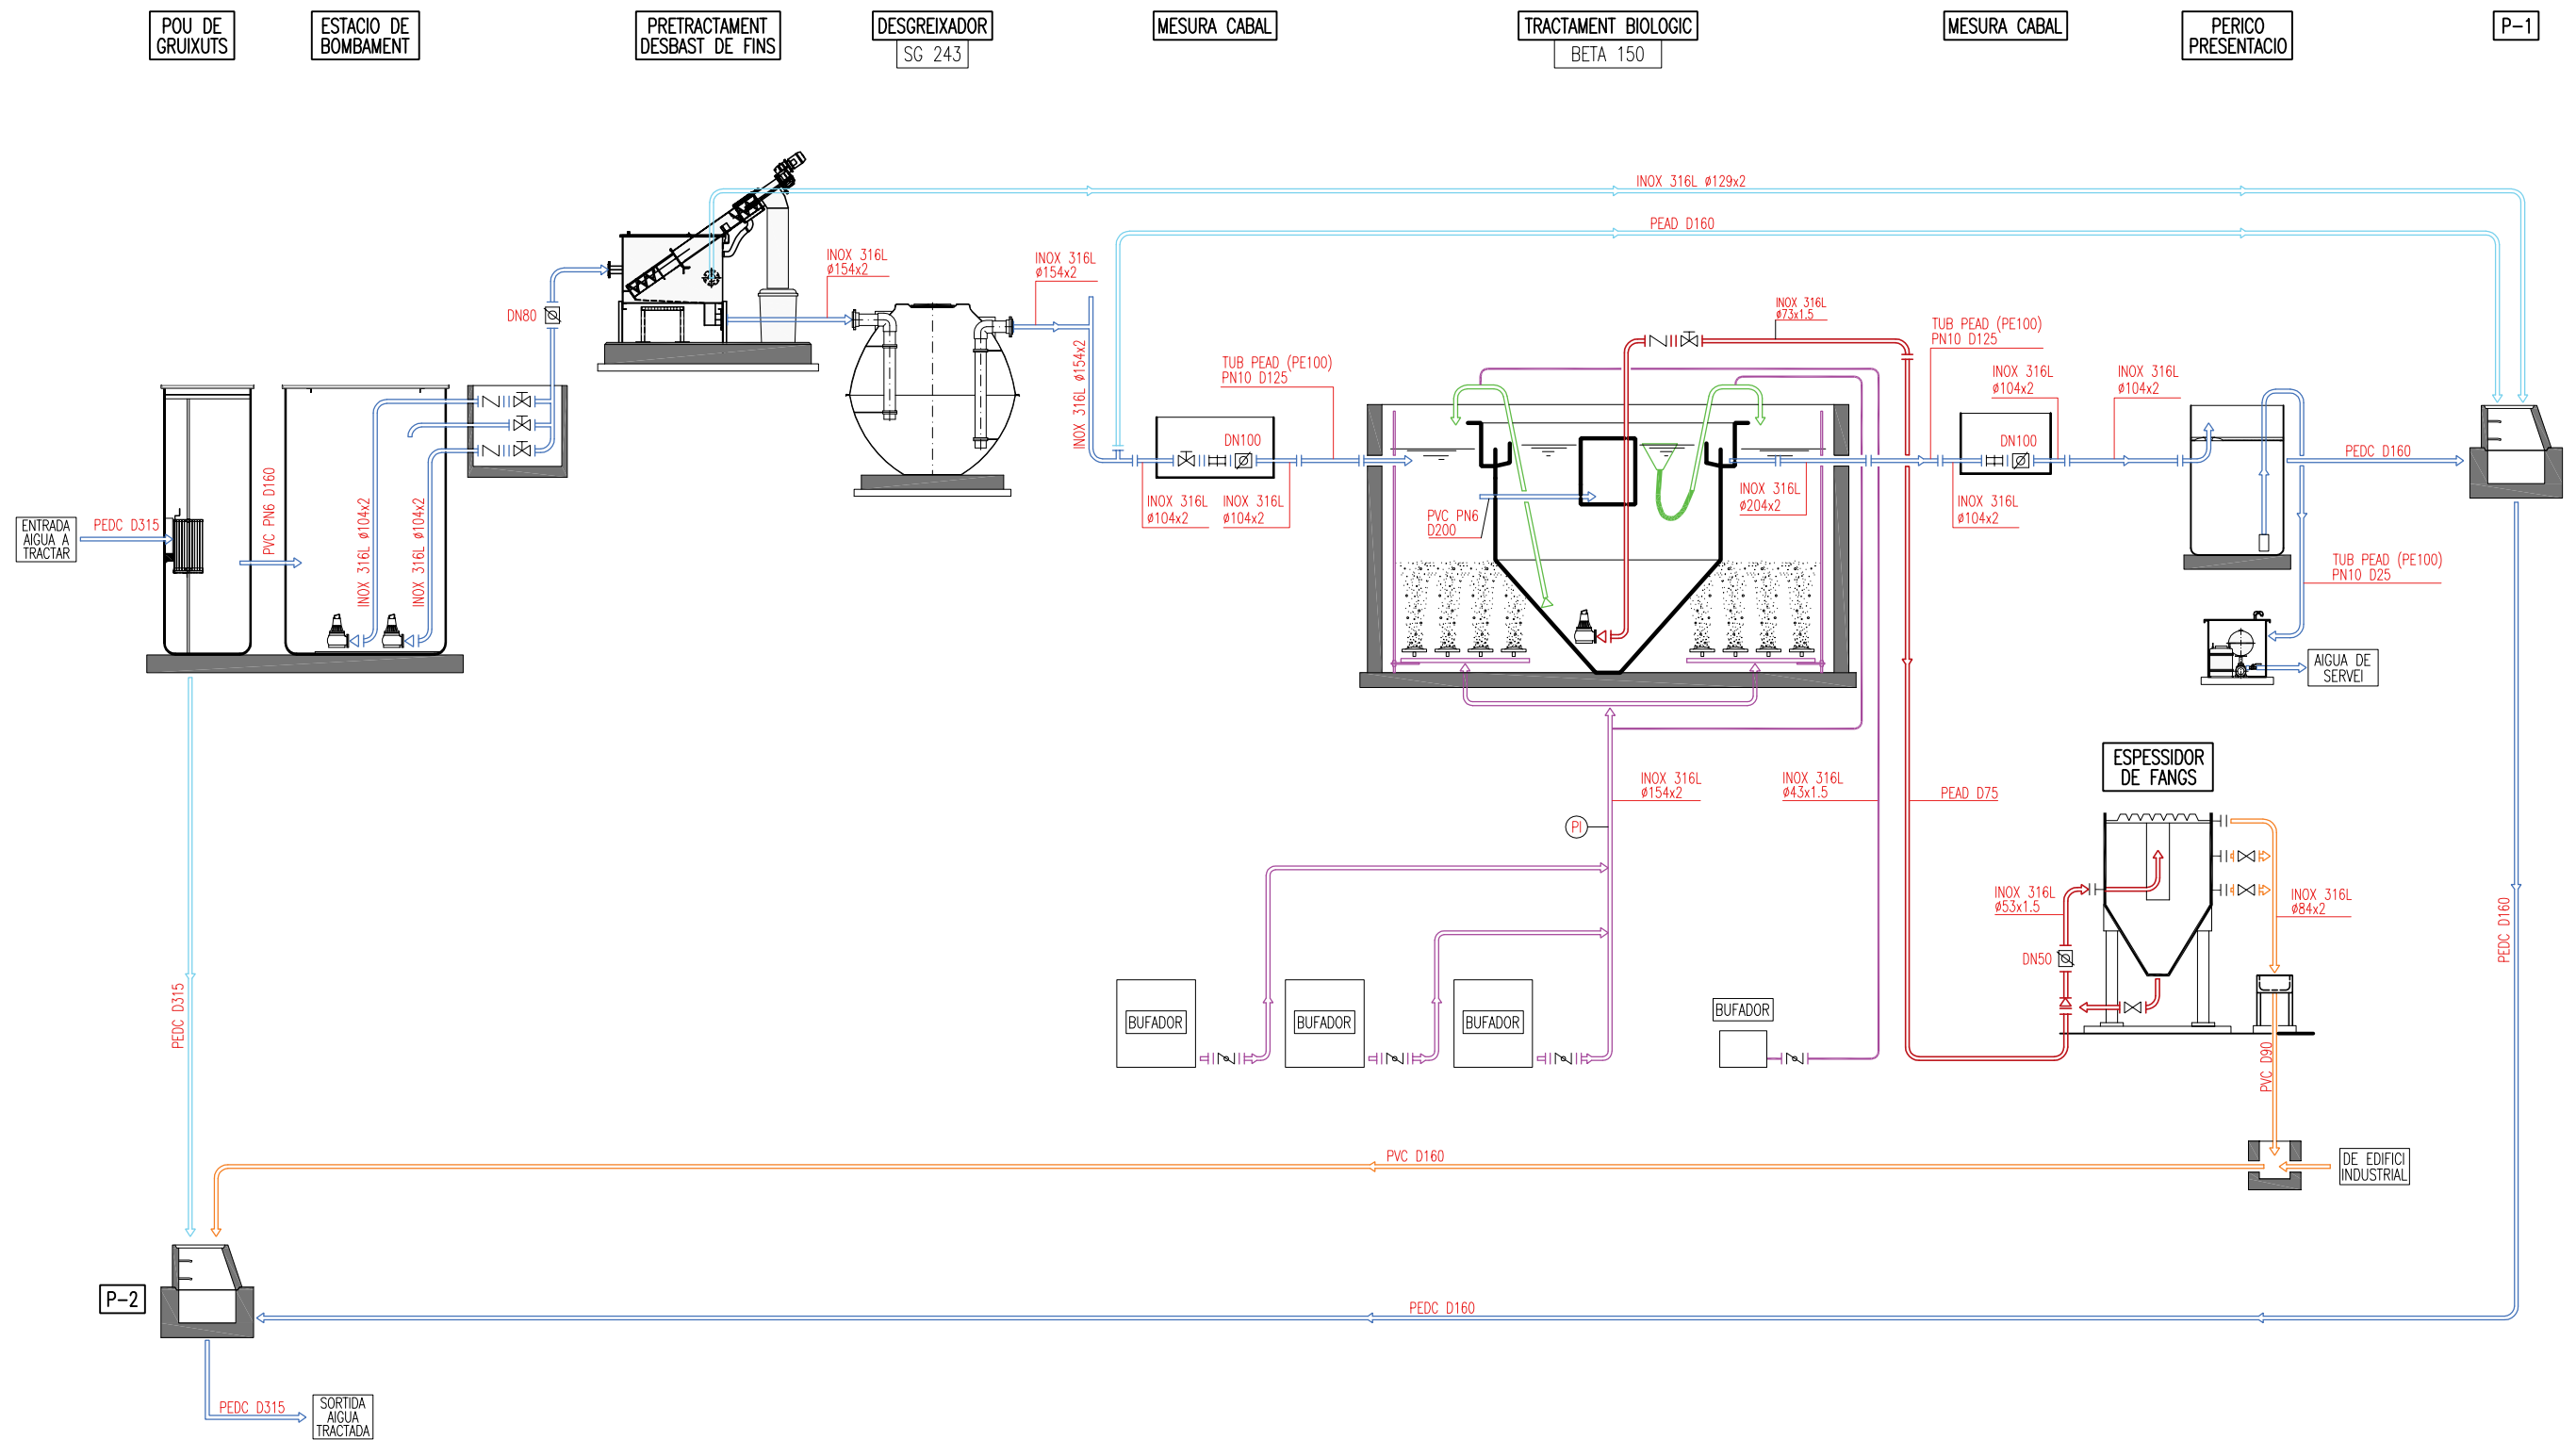 POU DE
GRUIXUTS
ESTACIO DE
BOMBAMENT
PRETRACTAMENT
DESBAST DE FINS
DESGREIXADOR
SG 243
MESURA CABAL
TRACTAMENT BIOLOGIC
BETA 150
MESURA CABAL
PERICO
PRESENTACIO
P-1
INOX 316L ø129x2
PEAD D160
INOX 316L
ø154x2
INOX 316L
ø154x2
DN80
INOX 316L
ø73x1.5
TUB PEAD (PE100)
PN10 D125
TUB PEAD (PE100)
PN10 D125
INOX 316L ø154x2
INOX 316L
ø104x2
INOX 316L
ø104x2
DN100
DN100
PEDC D160
INOX 316L
ø104x2
INOX 316L
ø104x2
INOX 316L
ø204x2
INOX 316L
ø104x2
PVC PN6
D200
ENTRADA
AIGUA A
TRACTAR
PEDC D315
PVC PN6 D160
INOX 316L ø104x2
INOX 316L ø104x2
TUB PEAD (PE100)
PN10 D25
AIGUA DE
SERVEI
ESPESSIDOR
DE FANGS
INOX 316L
ø154x2
INOX 316L
ø43x1.5
PEAD D75
PI
INOX 316L
ø53x1.5
INOX 316L
ø84x2
DN50
PEDC D160
PEDC D315
BUFADOR
BUFADOR
BUFADOR
BUFADOR
PVC D90
PVC D160
DE EDIFICI
INDUSTRIAL
P-2
PEDC D160
PEDC D315
SORTIDA
AIGUA
TRACTADA